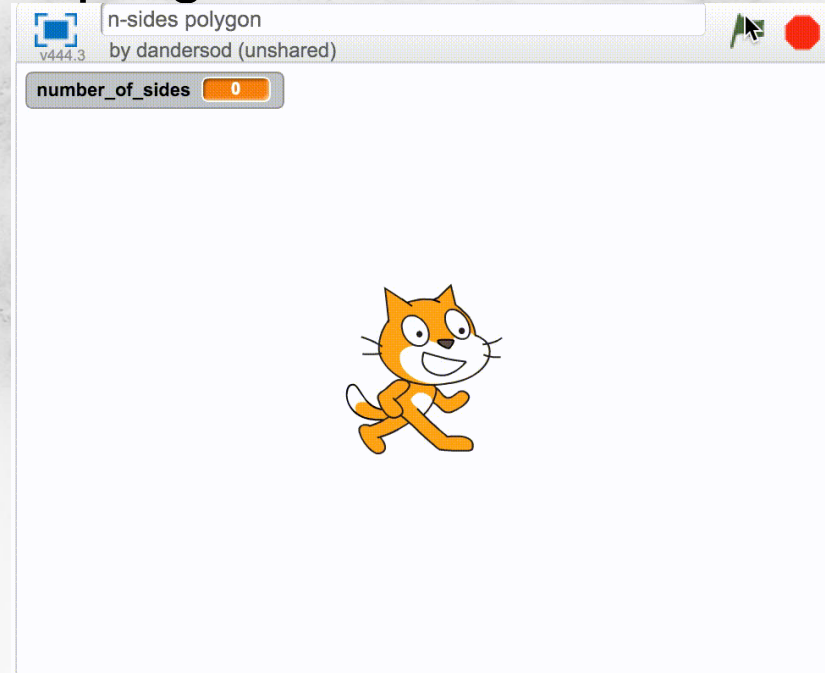 n-sides polygon
v444.3
by dandersod (unshared)
number_of_sides 0